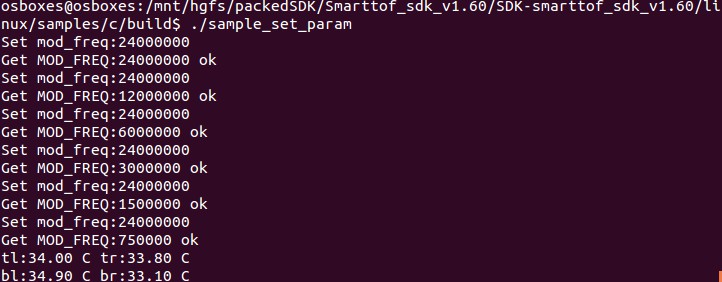 osboxes@osboxes:/mnt/hgfs/packedSDK/Smarttof_sdk_v1.60/SDK-smarttof_sdk_v1.60/li
nux/samples/c/build$ ./sample_set_param
Set mod_freq:24000000
Get MOD_FREQ:24000000 ok
Set mod_freq:24000000
Get MOD_FREQ:12000000 ok
Set mod_freq:24000000
Get MOD_FREQ:6000000 ok
Set mod_freq:24000000
Get MOD_FREQ:3000000 ok
Set mod_freq:24000000
Get MOD_FREQ:1500000 ok
Set mod_freq:24000000
Get MOD_FREQ:750000 ok
tl:34.00 C tr:33.80 C
bl:34.90 C br:33.10 C